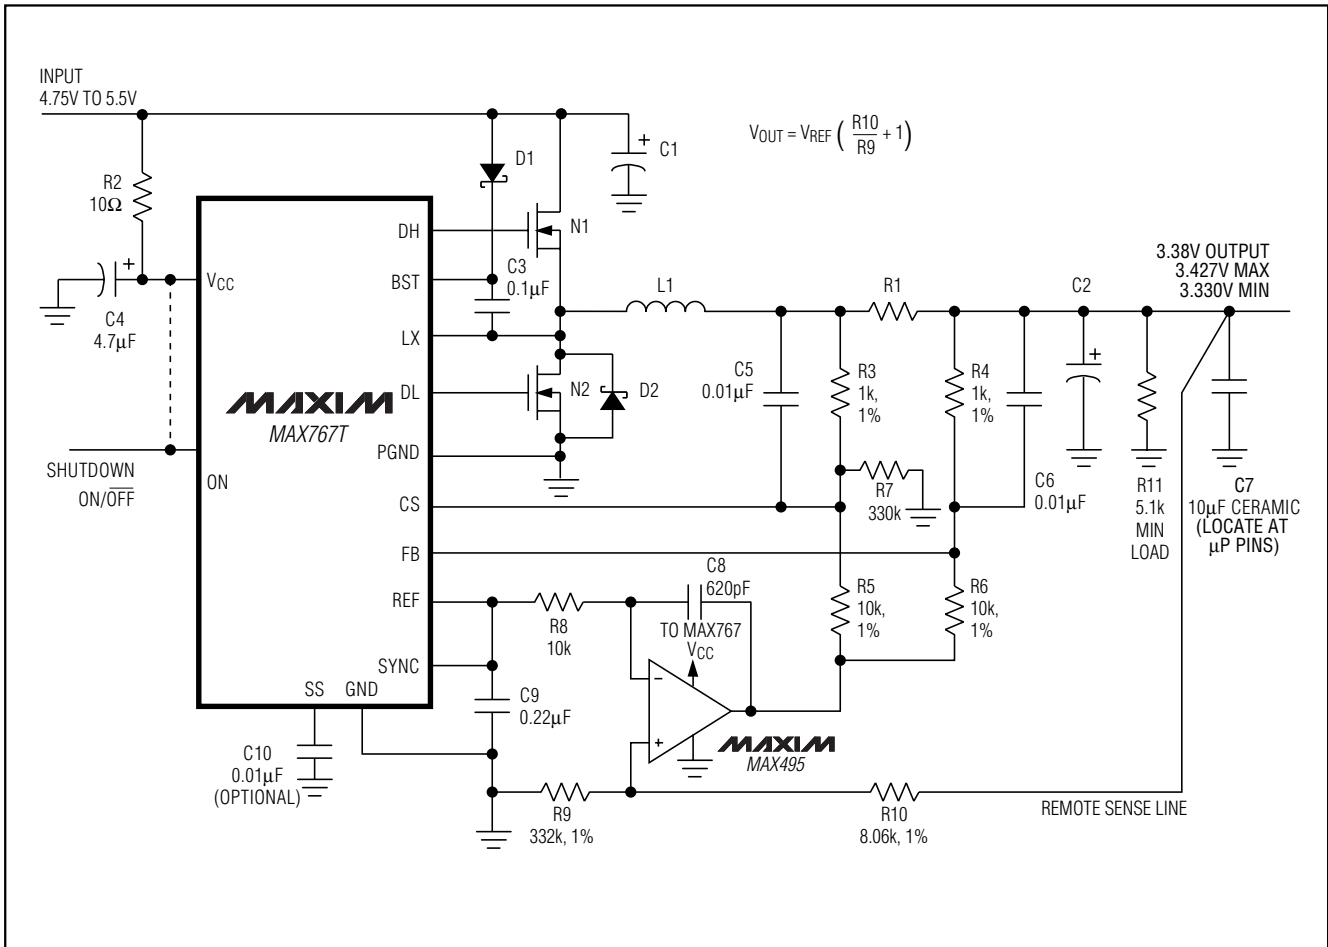 INPUT
4.75V TO 5.5V
VOUT = VREF ( R10 / R9 + 1 )
R2
10Ω
D1
+
C1
DH
N1
VCC
BST
C3
0.1μF
+
C4
4.7μF
LX
L1
R1
C2
3.38V OUTPUT
3.427V MAX
3.330V MIN
+
DL
N2
D2
C5
0.01μF
R3
1k,
1%
R4
1k,
1%
MAXIM
MAX767T
PGND
SHUTDOWN
ON/OFF
ON
CS
R7
330k
C6
0.01μF
R11
5.1k
MIN
LOAD
C7
10μF CERAMIC
(LOCATE AT
μP PINS)
FB
REF
R8
10k
C8
620pF
TO MAX767
VCC
R5
10k,
1%
R6
10k,
1%
SYNC
SS
GND
C9
0.22μF
–
+
MAXIM
MAX495
C10
0.01μF
(OPTIONAL)
R9
332k, 1%
R10
8.06k, 1%
REMOTE SENSE LINE